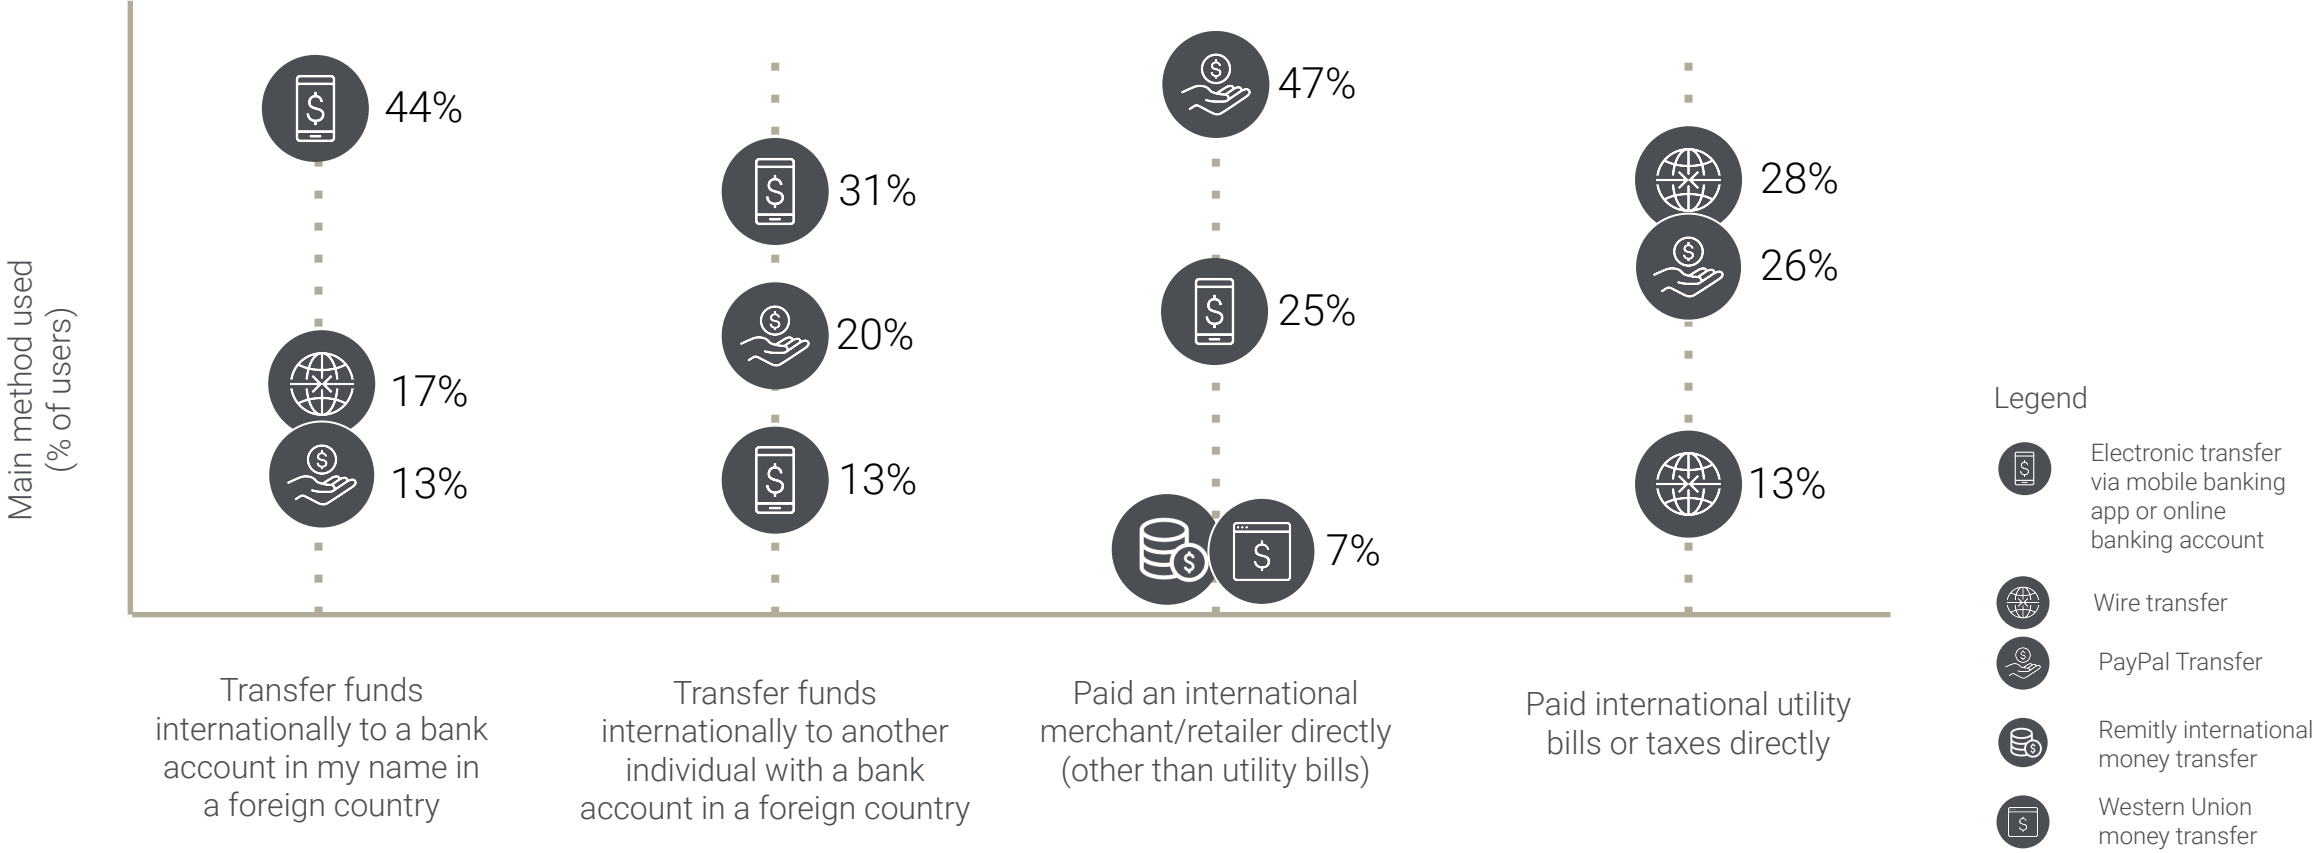 Main method used
(% of users)
44%
17%
13%
31%
20%
13%
47%
25%
7%
28%
26%
13%
Transfer funds
internationally to a bank
account in my name in
a foreign country
Transfer funds
internationally to another
individual with a bank
account in a foreign country
Paid an international
merchant/retailer directly
(other than utility bills)
Paid international utility
bills or taxes directly
Legend
Electronic transfer
via mobile banking
app or online
banking account
Wire transfer
PayPal Transfer
Remitly international
money transfer
Western Union
money transfer